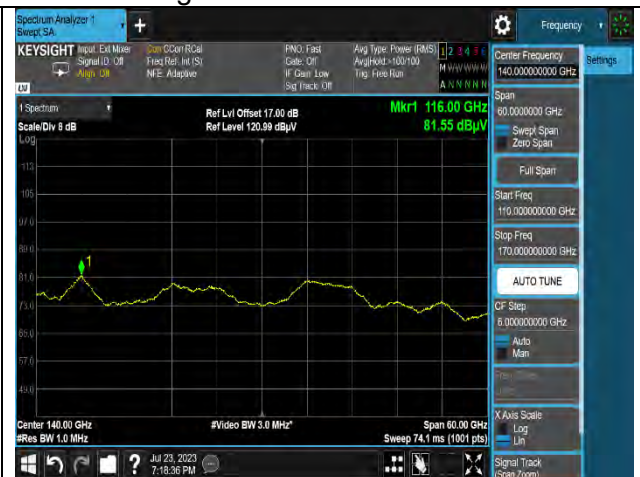 Spectrum Analyzer 1
Swept SA
+
Frequency
KEYSIGHT
Input: Ext Mixer
Signal ID: Off
Align: Off
Corr CCorr RCal
Freq Ref: Int (S)
NFE: Adaptive
PNO: Fast
Gate: Off
IF Gain: Low
Sig Track: Off
Avg Type: Power (RMS)
Avg|Hold:>100/100
Trig: Free Run
1 2 3 4 5 6
M W W W W W
A N N N N N
LXI
1 Spectrum
Scale/Div 8 dB
Log
Ref Lvl Offset 17.00 dB
Ref Level 120.99 dBµV
Mkr1 116.00 GHz
81.55 dBµV
113
105
97.0
89.0
81.0
73.0
65.0
57.0
49.0
1
Center 140.00 GHz
#Res BW 1.0 MHz
#Video BW 3.0 MHz*
Span 60.00 GHz
Sweep 74.1 ms (1001 pts)
Jul 23, 2023
7:18:36 PM
Center Frequency
140.000000000 GHz
Settings
Span
60.0000000 GHz
Swept Span
Zero Span
Full Span
Start Freq
110.000000000 GHz
Stop Freq
170.000000000 GHz
AUTO TUNE
CF Step
6.000000000 GHz
Auto
Man
Freq Offset
X Axis Scale
Log
Lin
Signal Track
(Span Zoom)